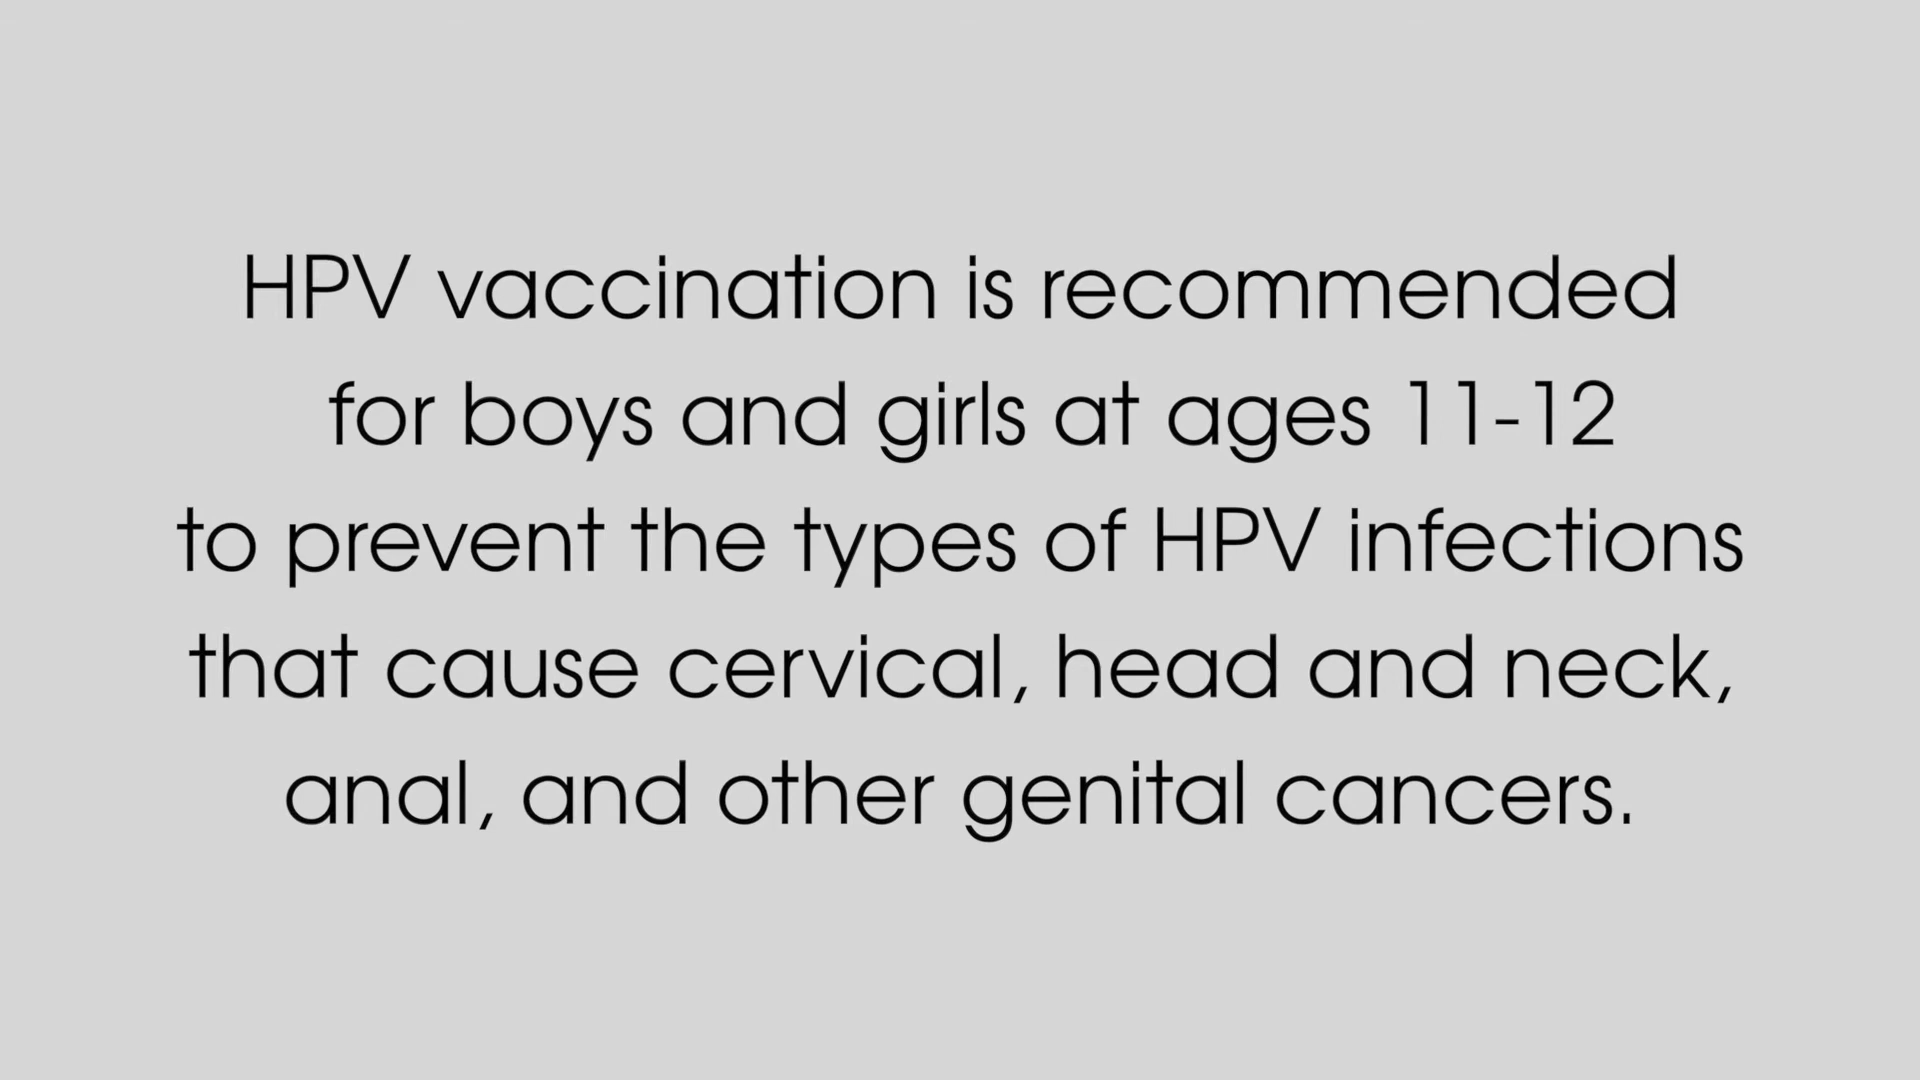 HPV vaccination is recommended
for boys and girls at ages 11-12
to prevent the types of HPV infections
that cause cervical, head and neck,
anal, and other genital cancers.